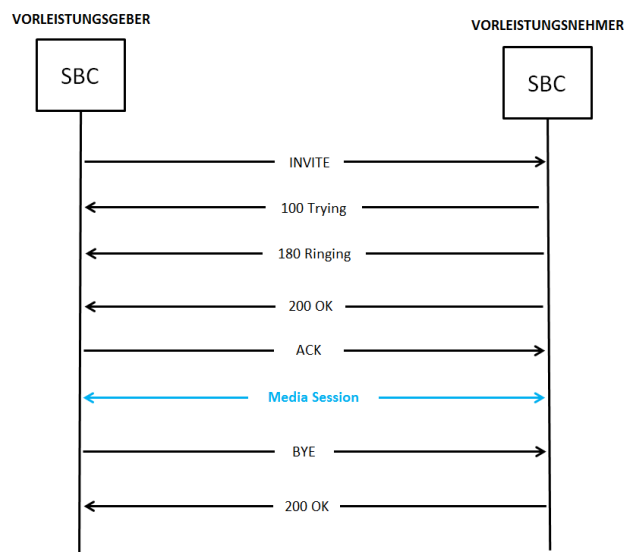 VORLEISTUNGSGEBER
VORLEISTUNGSNEHMER
SBC
SBC
INVITE
100 Trying
180 Ringing
200 OK
ACK
Media Session
BYE
200 OK